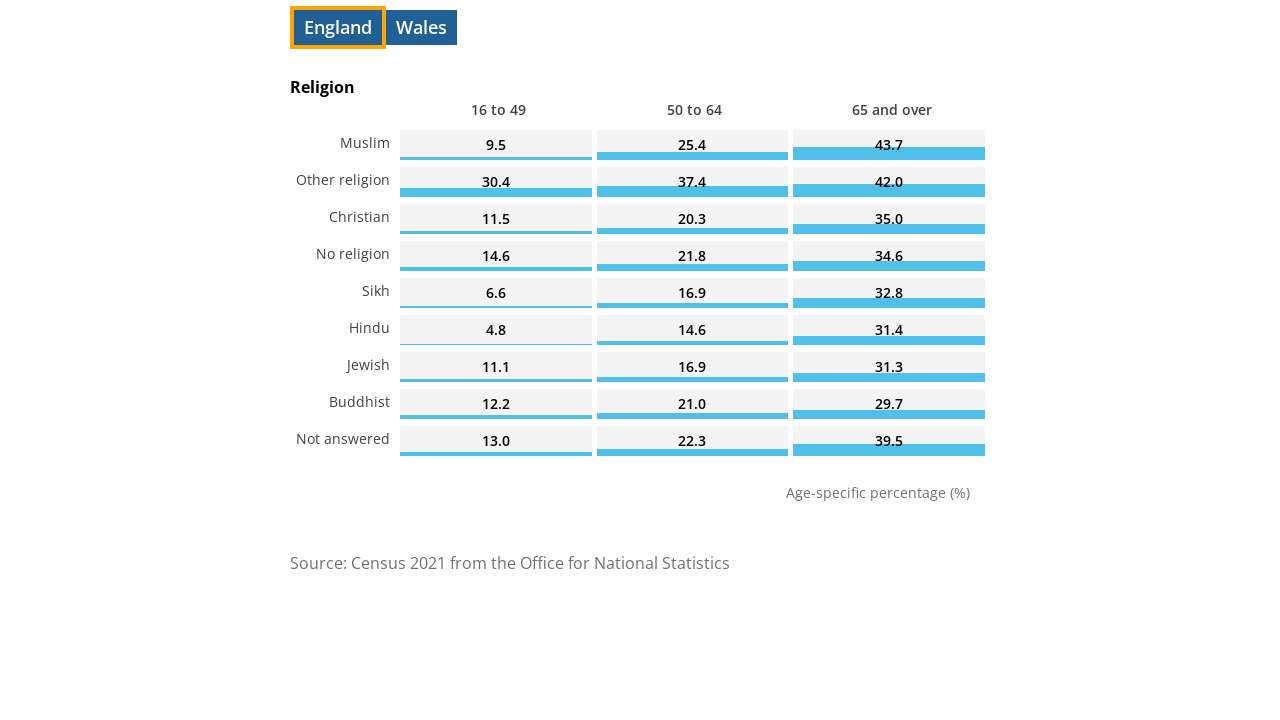 England Wales
Religion
16 to 49 50 to 64 65 and over
Muslim 9.5 25.4 43.7
Other religion 30.4 37.4 42.0
Christian 11.5 20.3 35.0
No religion 14.6 21.8 34.6
Sikh 6.6 16.9 32.8
Hindu 4.8 14.6 31.4
Jewish 11.1 16.9 31.3
Buddhist 12.2 21.0 29.7
Not answered 13.0 22.3 39.5
Age-specific percentage (%)
Source: Census 2021 from the Office for National Statistics